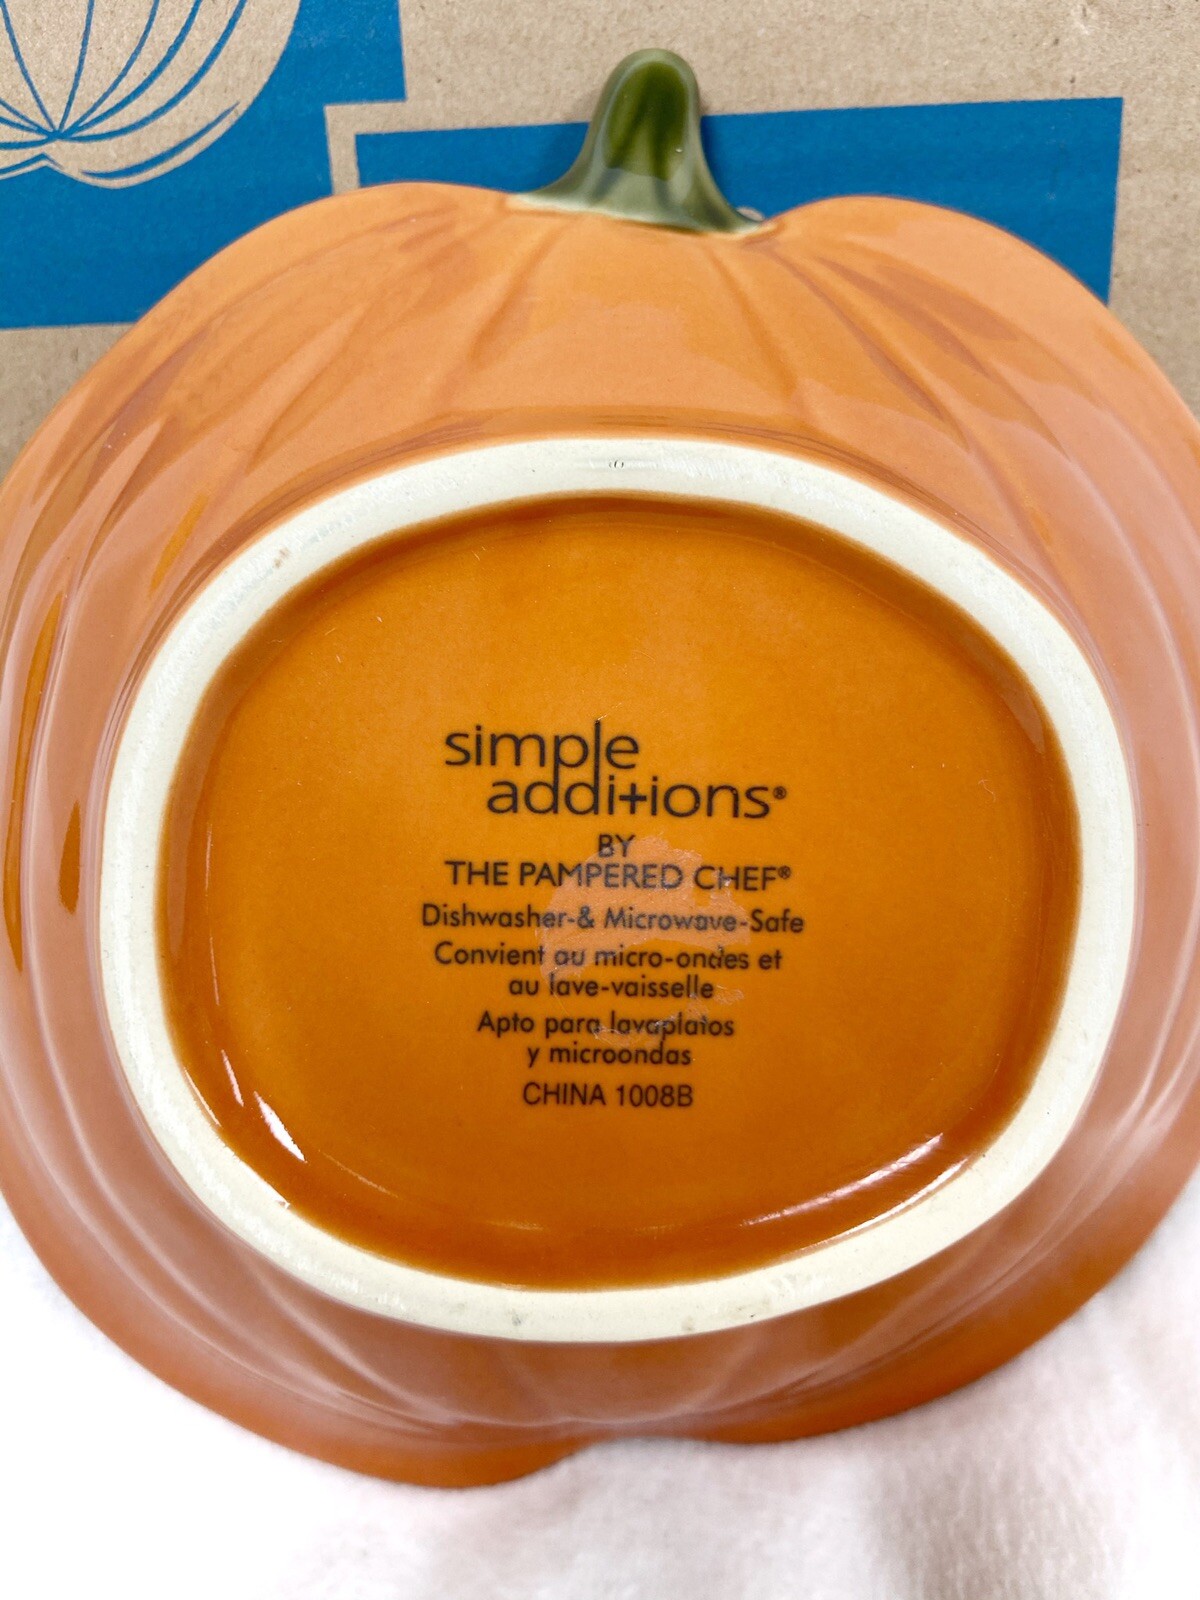 simple
additions®
BY
THE PAMPERED CHEF®
Dishwasher-& Microwave-Safe
Convient au micro-ondes et
au lave-vaisselle
Apto para lavaplatos
y microondas
CHINA 1008B